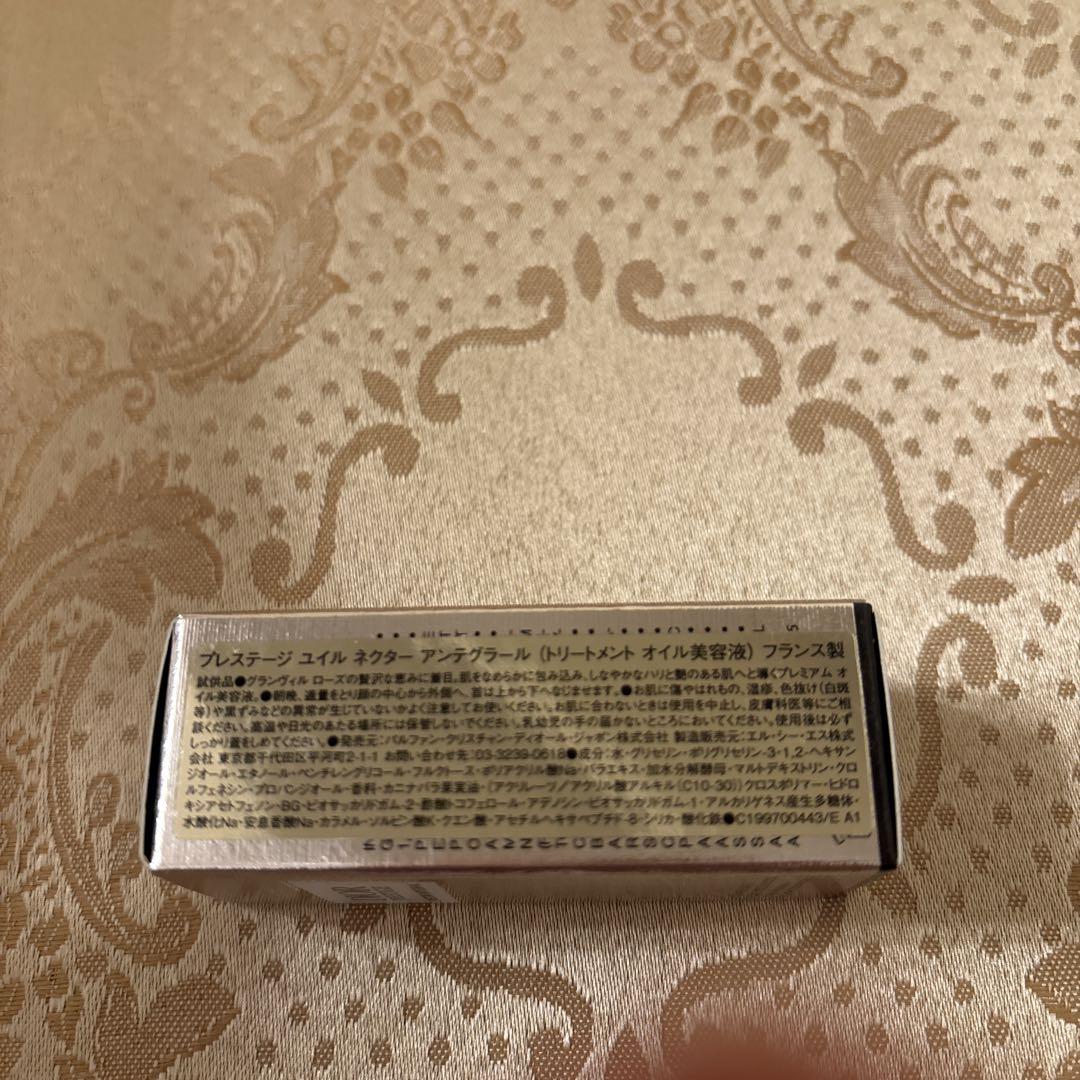 プレステージ ユイル ネクター アンテグラール (トリートメント オイル美容液) フランス製
試供品●グランヴィル ローズの贅沢な恵みに着目。肌をなめらかに包み込み、しなやかなハリと艶のある肌へと導くプレミアム オ
イル美容液。●朝晩、適量をとり顔の中心から外側へ、首は上から下へなじませます。●お肌に傷やはれもの、湿疹、色抜け(白斑
等)や黒ずみなどの異常が生じていないかよく注意してお使いください。お肌に合わないときは使用を中止し、皮膚科医等にご相
談ください。高温や日光のあたる場所には保管しないでください。乳幼児の手の届かないところにおいてください。使用後は必ず
しっかり蓋をしめてください。●発売元:パルファン・クリスチャン・ディオール・ジャポン株式会社 製造販売元:エル・シー・エス株式
会社 東京都千代田区平河町2-1-1 お問い合わせ先:03-3239-0618●成分:水・グリセリン・ポリグリセリン-3・1,2-ヘキサン
ジオール・エタノール・ペンチレングリコール・フルクトース・ポリアクリル酸Na・バラエキス・加水分解酵母・マルトデキストリン・クロ
ルフェネシン・プロパンジオール・香料・カニナバラ果実油・(アクリレーツ/アクリル酸アルキル(C10-30))クロスポリマー・ヒドロ
キシアセトフェノン・BG・ビオサッカリドガム-2・酢酸トコフェロール・アデノシン・ビオサッカリドガム-1・アルカリゲネス産生多糖体・
水酸化Na・安息香酸Na・カラメル・ソルビン酸K・クエン酸・アセチルヘキサペプチド-8・シリカ・酸化鉄●C199700443/E A1